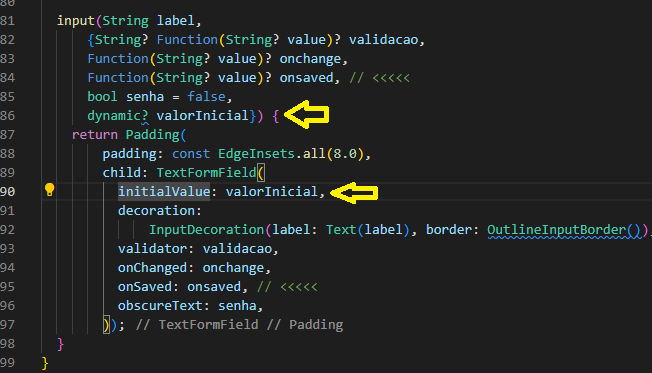 80
81 input(String label,
82 {String? Function(String? value)? validacao,
83 Function(String? value)? onchange,
84 Function(String? value)? onsaved, // <<<<<
85 bool senha = false,
86 dynamic? valorInicial}) {
87 return Padding(
88 padding: const EdgeInsets.all(8.0),
89 child: TextFormField(
90 initialValue: valorInicial,
91 decoration:
92 InputDecoration(label: Text(label), border: OutlineInputBorder()),
93 validator: validacao,
94 onChanged: onchange,
95 onSaved: onsaved, // <<<<<
96 obscureText: senha,
97 )); // TextFormField // Padding
98 }
99 }